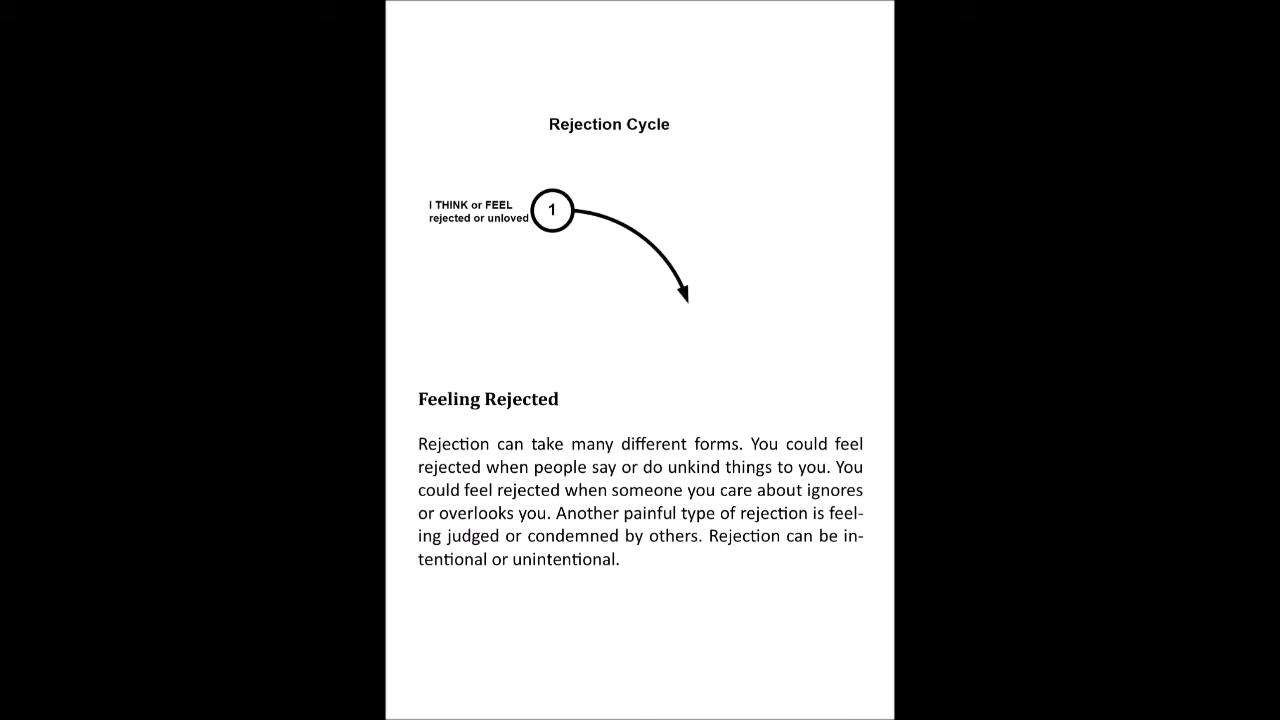 Rejection Cycle
I THINK or FEEL
rejected or unloved
1
Feeling Rejected
Rejection can take many different forms. You could feel
rejected when people say or do unkind things to you. You
could feel rejected when someone you care about ignores
or overlooks you. Another painful type of rejection is feel-
ing judged or condemned by others. Rejection can be in-
tentional or unintentional.